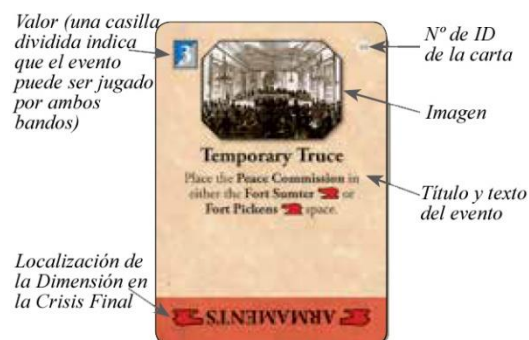 Valor (una casilla
dividida indica
que el evento
puede ser jugado
por ambos
bandos)
Nº de ID
de la carta
Imagen
Temporary Truce
Place the Peace Commission in
either the Fort Sumter or
Fort Pickens space.
Título y texto
del evento
Localización de
la Dimensión en
la Crisis Final
ARMAMENTS